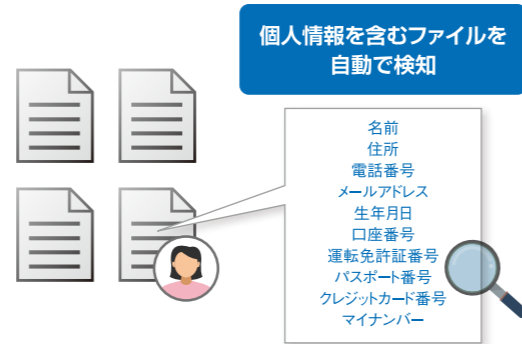 個人情報を含むファイルを
自動で検知
名前
住所
電話番号
メールアドレス
生年月日
口座番号
運転免許証番号
パスポート番号
クレジットカード番号
マイナンバー